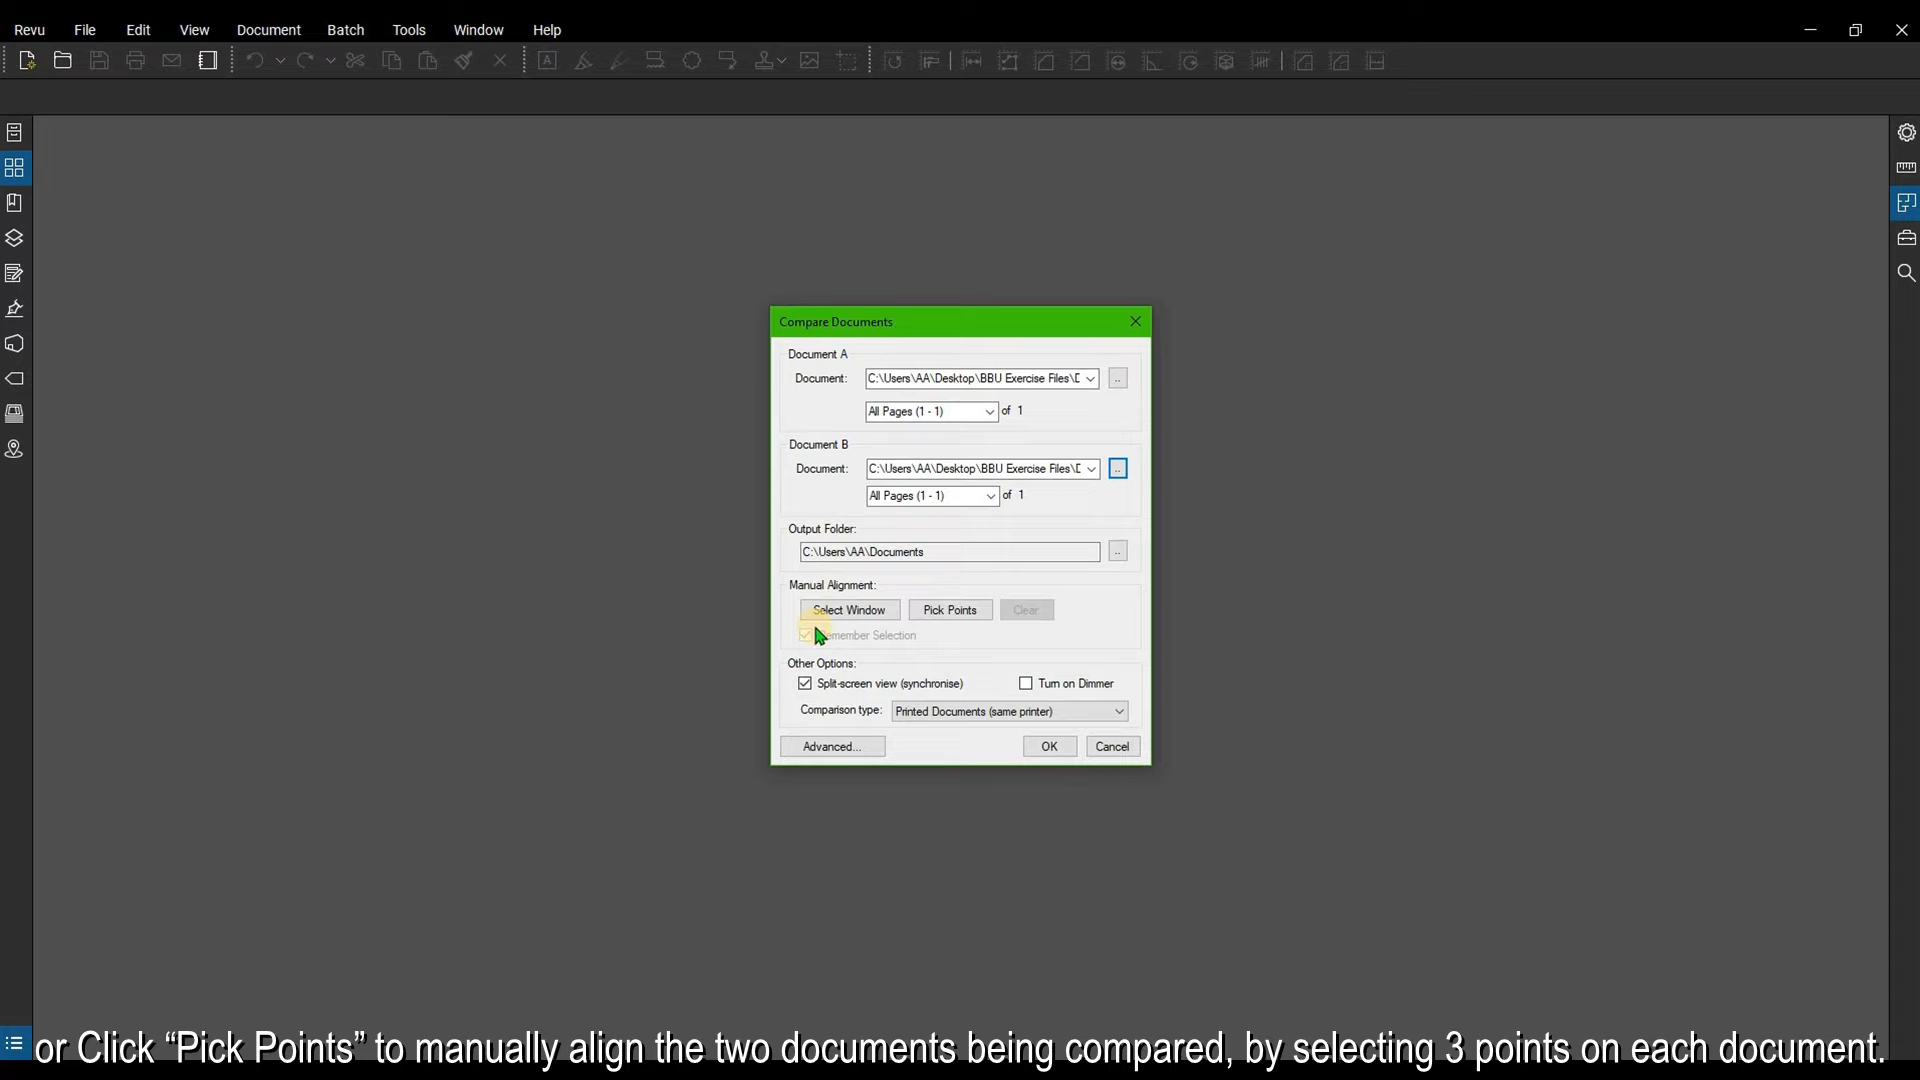 Revu File Edit View Document Batch Tools Window Help
Compare Documents
Document A
Document: C:\Users\AA\Desktop\BBU Exercise Files\D ..
All Pages (1 - 1) of 1
Document B
Document: C:\Users\AA\Desktop\BBU Exercise Files\D ..
All Pages (1 - 1) of 1
Output Folder:
C:\Users\AA\Documents ..
Manual Alignment:
Select Window Pick Points Clear
Remember Selection
Other Options:
Split-screen view (synchronise) Turn on Dimmer
Comparison type: Printed Documents (same printer)
Advanced... OK Cancel
or Click “Pick Points” to manually align the two documents being compared, by selecting 3 points on each document.